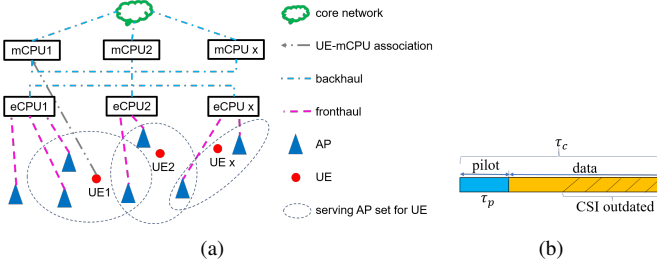 core network
mCPU1 mCPU2 mCPU x
UE-mCPU association
backhaul
eCPU1 eCPU2 eCPU x
fronthaul
AP
UE1 UE2 UE x
UE
serving AP set for UE
(a)
τc
pilot data
τp CSI outdated
(b)